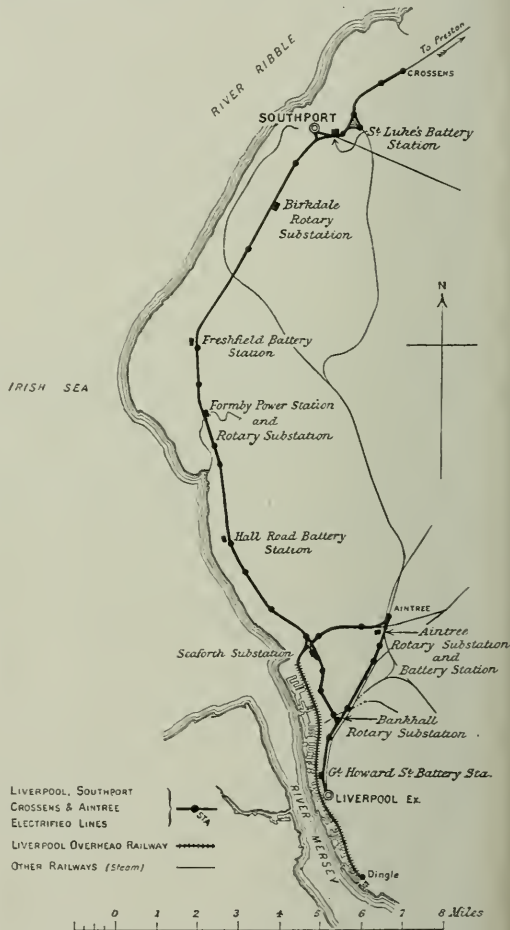 To Preston
CROSSENS
RIVER RIBBLE
SOUTHPORT
St. Luke's Battery
Station
Birkdale
Rotary
Substation
N
Freshfield Battery
Station
IRISH SEA
Formby Power Station
and
Rotary Substation
Hall Road Battery
Station
AINTREE
Aintree
Rotary Substation
and
Battery Station
Seaforth Substation
Bankhall
Rotary Substation
Gt. Howard St. Battery Sta.
LIVERPOOL EX.
RIVER MERSEY
Dingle
LIVERPOOL, SOUTHPORT
CROSSENS & AINTREE
ELECTRIFIED LINES
STA
LIVERPOOL OVERHEAD RAILWAY
OTHER RAILWAYS (Steam)
0 1 2 3 4 5 6 7 8 Miles